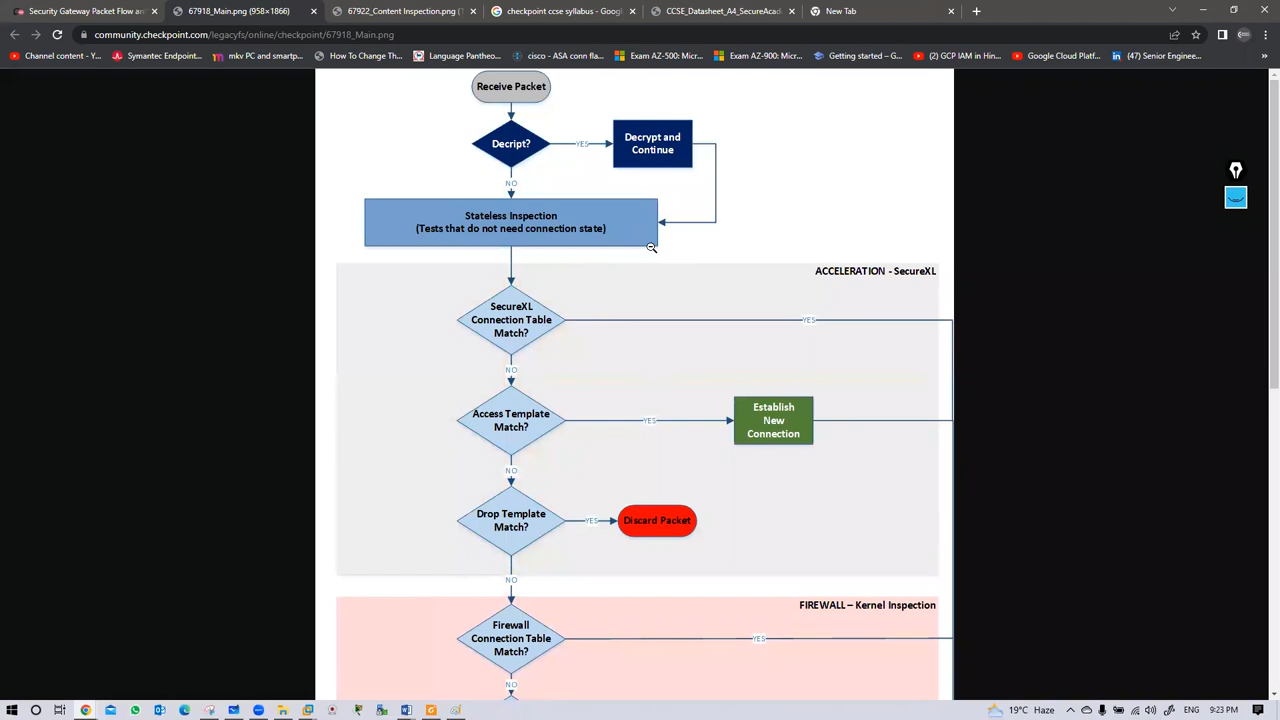 Security Gateway Packet Flow an
67918_Main.png (958×1866)
67922_Content Inspection.png (1
checkpoint ccse syllabus - Googl
CCSE_Datasheet_A4_SecureAcade
New Tab
community.checkpoint.com/legacyfs/online/checkpoint/67918_Main.png
Channel content - Y...
Symantec Endpoint...
mkv PC and smartp...
How To Change The...
Language Pantheo...
cisco - ASA conn fla...
Exam AZ-500: Micr...
Exam AZ-900: Micr...
Getting started – G...
(2) GCP IAM in Hin...
Google Cloud Platf...
(47) Senior Enginee...
Receive Packet
Decript?
YES
Decrypt and
Continue
NO
Stateless Inspection
(Tests that do not need connection state)
ACCELERATION - SecureXL
SecureXL
Connection Table
Match?
YES
NO
Access Template
Match?
YES
Establish
New
Connection
NO
Drop Template
Match?
YES
Discard Packet
NO
FIREWALL – Kernel Inspection
Firewall
Connection Table
Match?
YES
NO
19°C Haze
9:23 PM